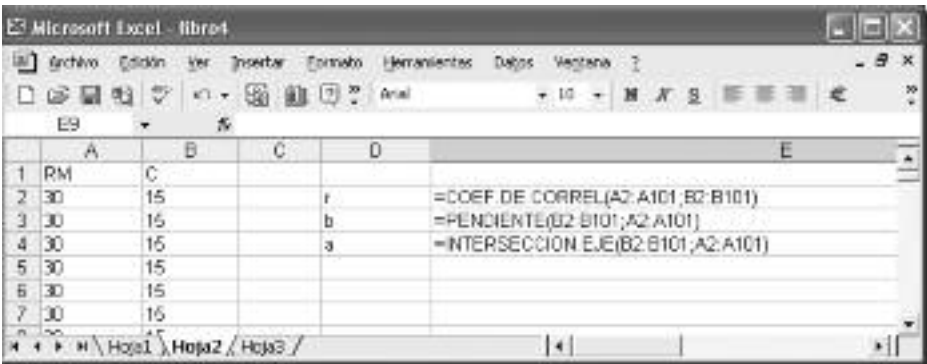 Microsoft Excel - libro4
Archivo Edición Ver Insertar Formato Herramientas Datos Ventana ?
Arial 10 N K S €
E9 fx
A B C D E
1 RM C
2 30 15 r =COEF.DE.CORREL(A2:A101;B2:B101)
3 30 15 b =PENDIENTE(B2:B101;A2:A101)
4 30 15 a =INTERSECCION.EJE(B2:B101;A2:A101)
5 30 15
6 30 15
7 30 15
Hoja1 Hoja2 Hoja3